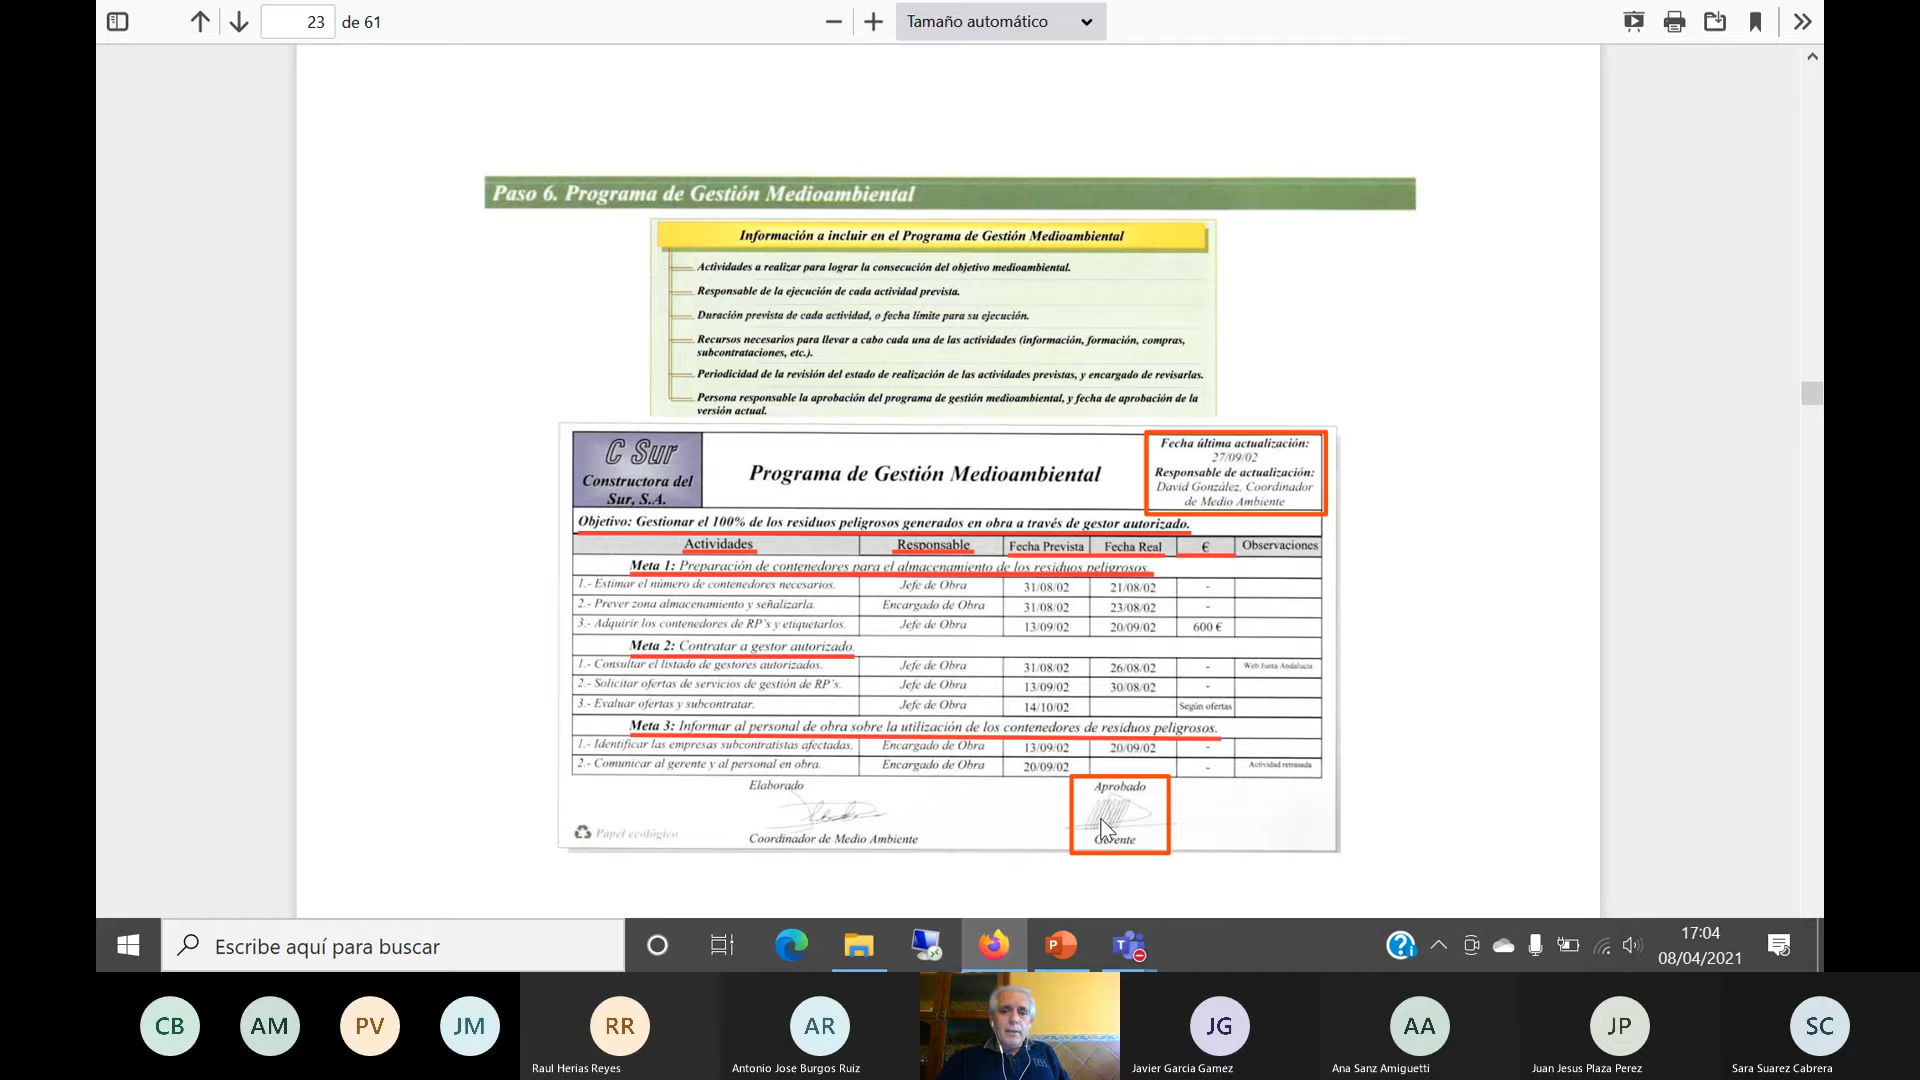 23 de 61
Tamaño automático
Paso 6. Programa de Gestión Medioambiental
Información a incluir en el Programa de Gestión Medioambiental
Actividades a realizar para lograr la consecución del objetivo medioambiental.
Responsable de la ejecución de cada actividad prevista.
Duración prevista de cada actividad, o fecha límite para su ejecución.
Recursos necesarios para llevar a cabo cada una de las actividades (información, formación, compras,
subcontrataciones, etc.).
Periodicidad de la revisión del estado de realización de las actividades previstas, y encargado de revisarlas.
Persona responsable la aprobación del programa de gestión medioambiental, y fecha de aprobación de la
versión actual.
C Sur
Constructora del
Sur, S.A.
Programa de Gestión Medioambiental
Fecha última actualización:
27/09/02
Responsable de actualización:
David González, Coordinador
de Medio Ambiente
Objetivo: Gestionar el 100% de los residuos peligrosos generados en obra a través de gestor autorizado.
Actividades Responsable Fecha Prevista Fecha Real € Observaciones
Meta 1: Preparación de contenedores para el almacenamiento de los residuos peligrosos.
1.- Estimar el número de contenedores necesarios. Jefe de Obra 31/08/02 21/08/02 -
2.- Prever zona almacenamiento y señalizarla. Encargado de Obra 31/08/02 23/08/02 -
3.- Adquirir los contenedores de RP's y etiquetarlos. Jefe de Obra 13/09/02 20/09/02 600 €
Meta 2: Contratar a gestor autorizado.
1.- Consultar el listado de gestores autorizados. Jefe de Obra 31/08/02 26/08/02 - Web Junta Andalucía
2.- Solicitar ofertas de servicios de gestión de RP's. Jefe de Obra 13/09/02 30/08/02 -
3.- Evaluar ofertas y subcontratar. Jefe de Obra 14/10/02 Según ofertas
Meta 3: Informar al personal de obra sobre la utilización de los contenedores de residuos peligrosos.
1.- Identificar las empresas subcontratistas afectadas. Encargado de Obra 13/09/02 20/09/02 -
2.- Comunicar al gerente y al personal en obra. Encargado de Obra 20/09/02 - Actividad retrasada
Elaborado Aprobado
Papel ecológico Coordinador de Medio Ambiente Gerente
Escribe aquí para buscar
17:04
08/04/2021
CB AM PV JM RR AR JG AA JP SC
Raul Herias Reyes Antonio Jose Burgos Ruiz Javier Garcia Gamez Ana Sanz Amiguetti Juan Jesus Plaza Perez Sara Suarez Cabrera